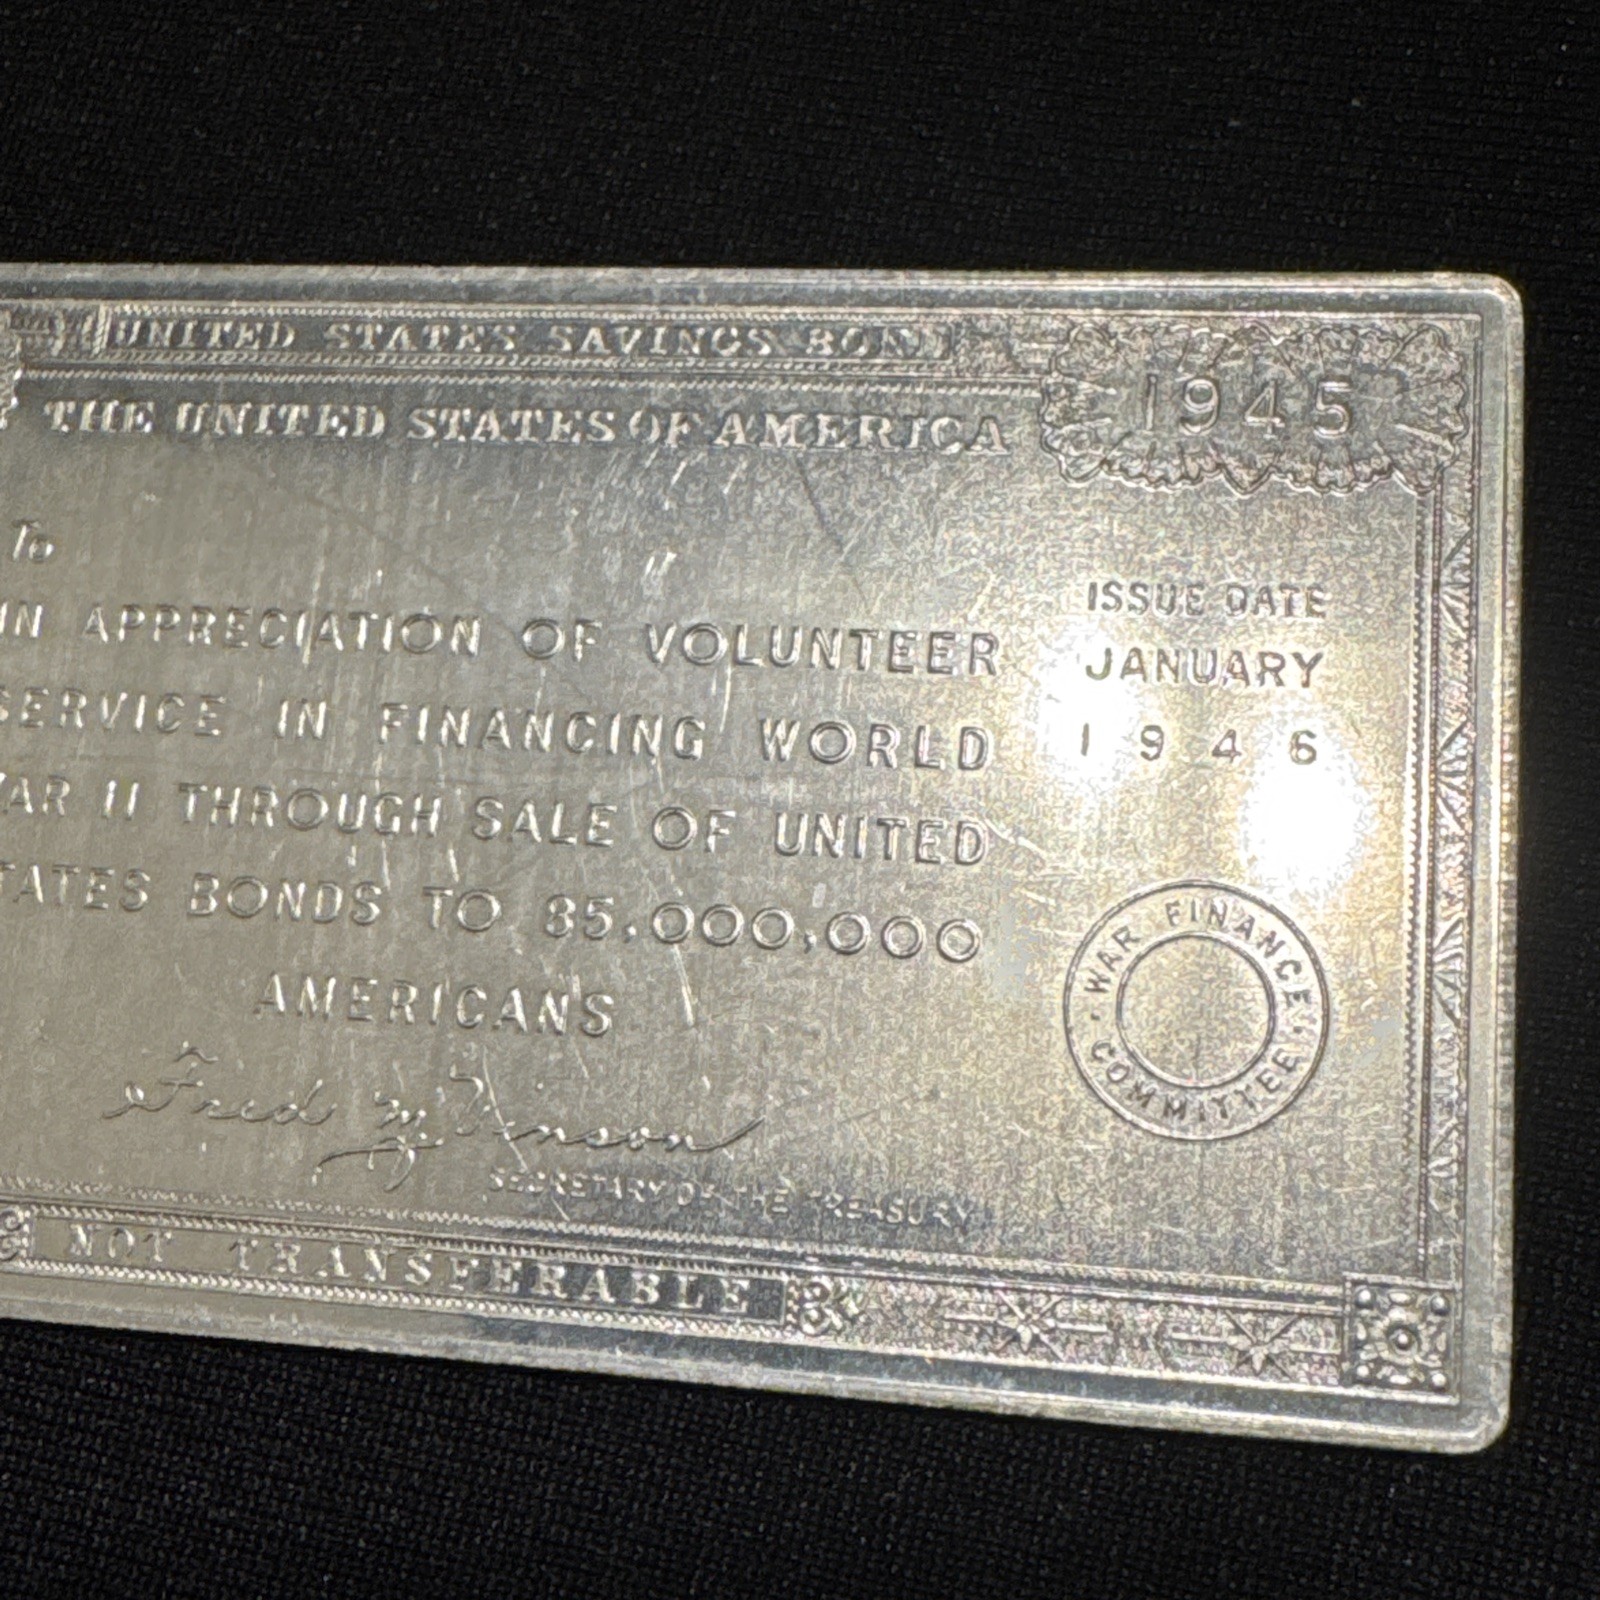 UNITED STATES SAVINGS BOND
THE UNITED STATES OF AMERICA
1945
To
IN APPRECIATION OF VOLUNTEER
SERVICE IN FINANCING WORLD
WAR II THROUGH SALE OF UNITED
STATES BONDS TO 85,000,000
AMERICANS
Fred M Vinson
SECRETARY OF THE TREASURY
NOT TRANSFERABLE
ISSUE DATE
JANUARY
1946
WAR FINANCE COMMITTEE